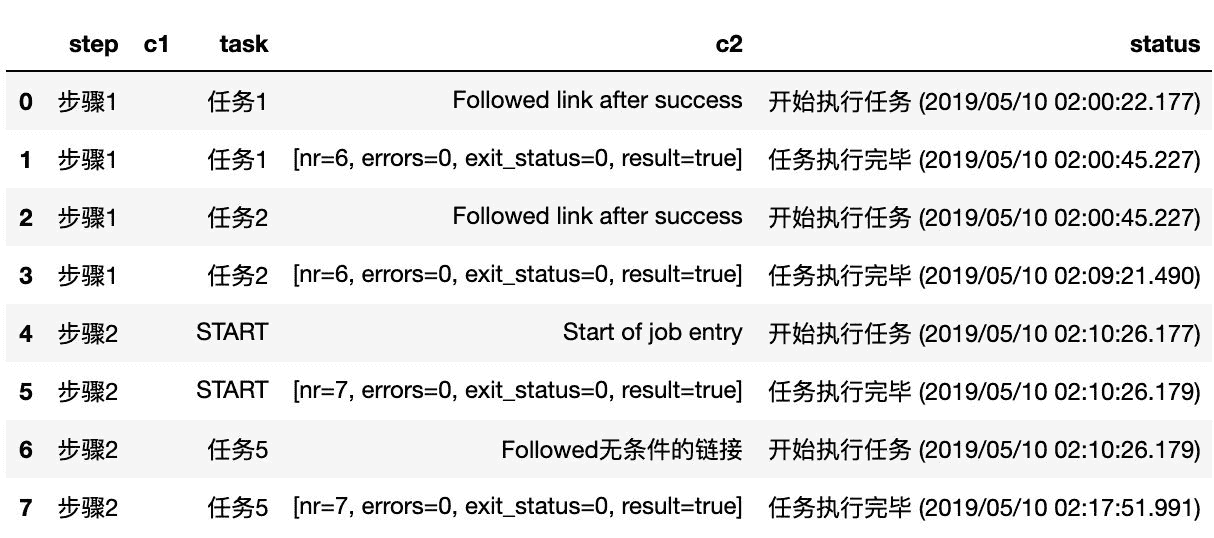 step c1 task c2 status
0 步骤1 任务1 Followed link after success 开始执行任务 (2019/05/10 02:00:22.177)
1 步骤1 任务1 [nr=6, errors=0, exit_status=0, result=true] 任务执行完毕 (2019/05/10 02:00:45.227)
2 步骤1 任务2 Followed link after success 开始执行任务 (2019/05/10 02:00:45.227)
3 步骤1 任务2 [nr=6, errors=0, exit_status=0, result=true] 任务执行完毕 (2019/05/10 02:09:21.490)
4 步骤2 START Start of job entry 开始执行任务 (2019/05/10 02:10:26.177)
5 步骤2 START [nr=7, errors=0, exit_status=0, result=true] 任务执行完毕 (2019/05/10 02:10:26.179)
6 步骤2 任务5 Followed无条件的链接 开始执行任务 (2019/05/10 02:10:26.179)
7 步骤2 任务5 [nr=7, errors=0, exit_status=0, result=true] 任务执行完毕 (2019/05/10 02:17:51.991)